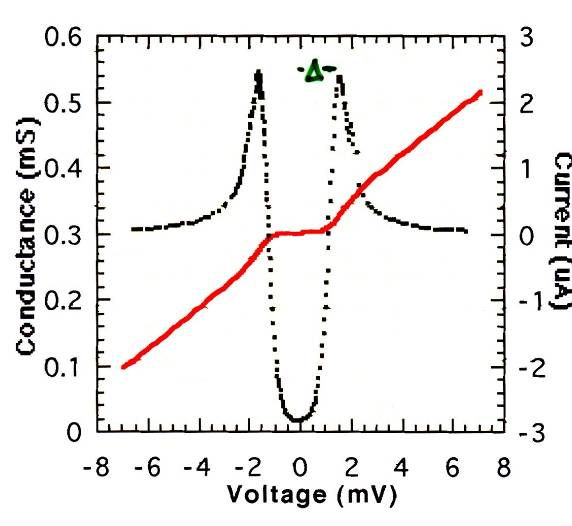 0.6
0.5
0.4
0.3
0.2
0.1
0
Conductance (mS)
3
2
1
0
-1
-2
-3
Current (uA)
Δ
-8 -6 -4 -2 0 2 4 6 8
Voltage (mV)